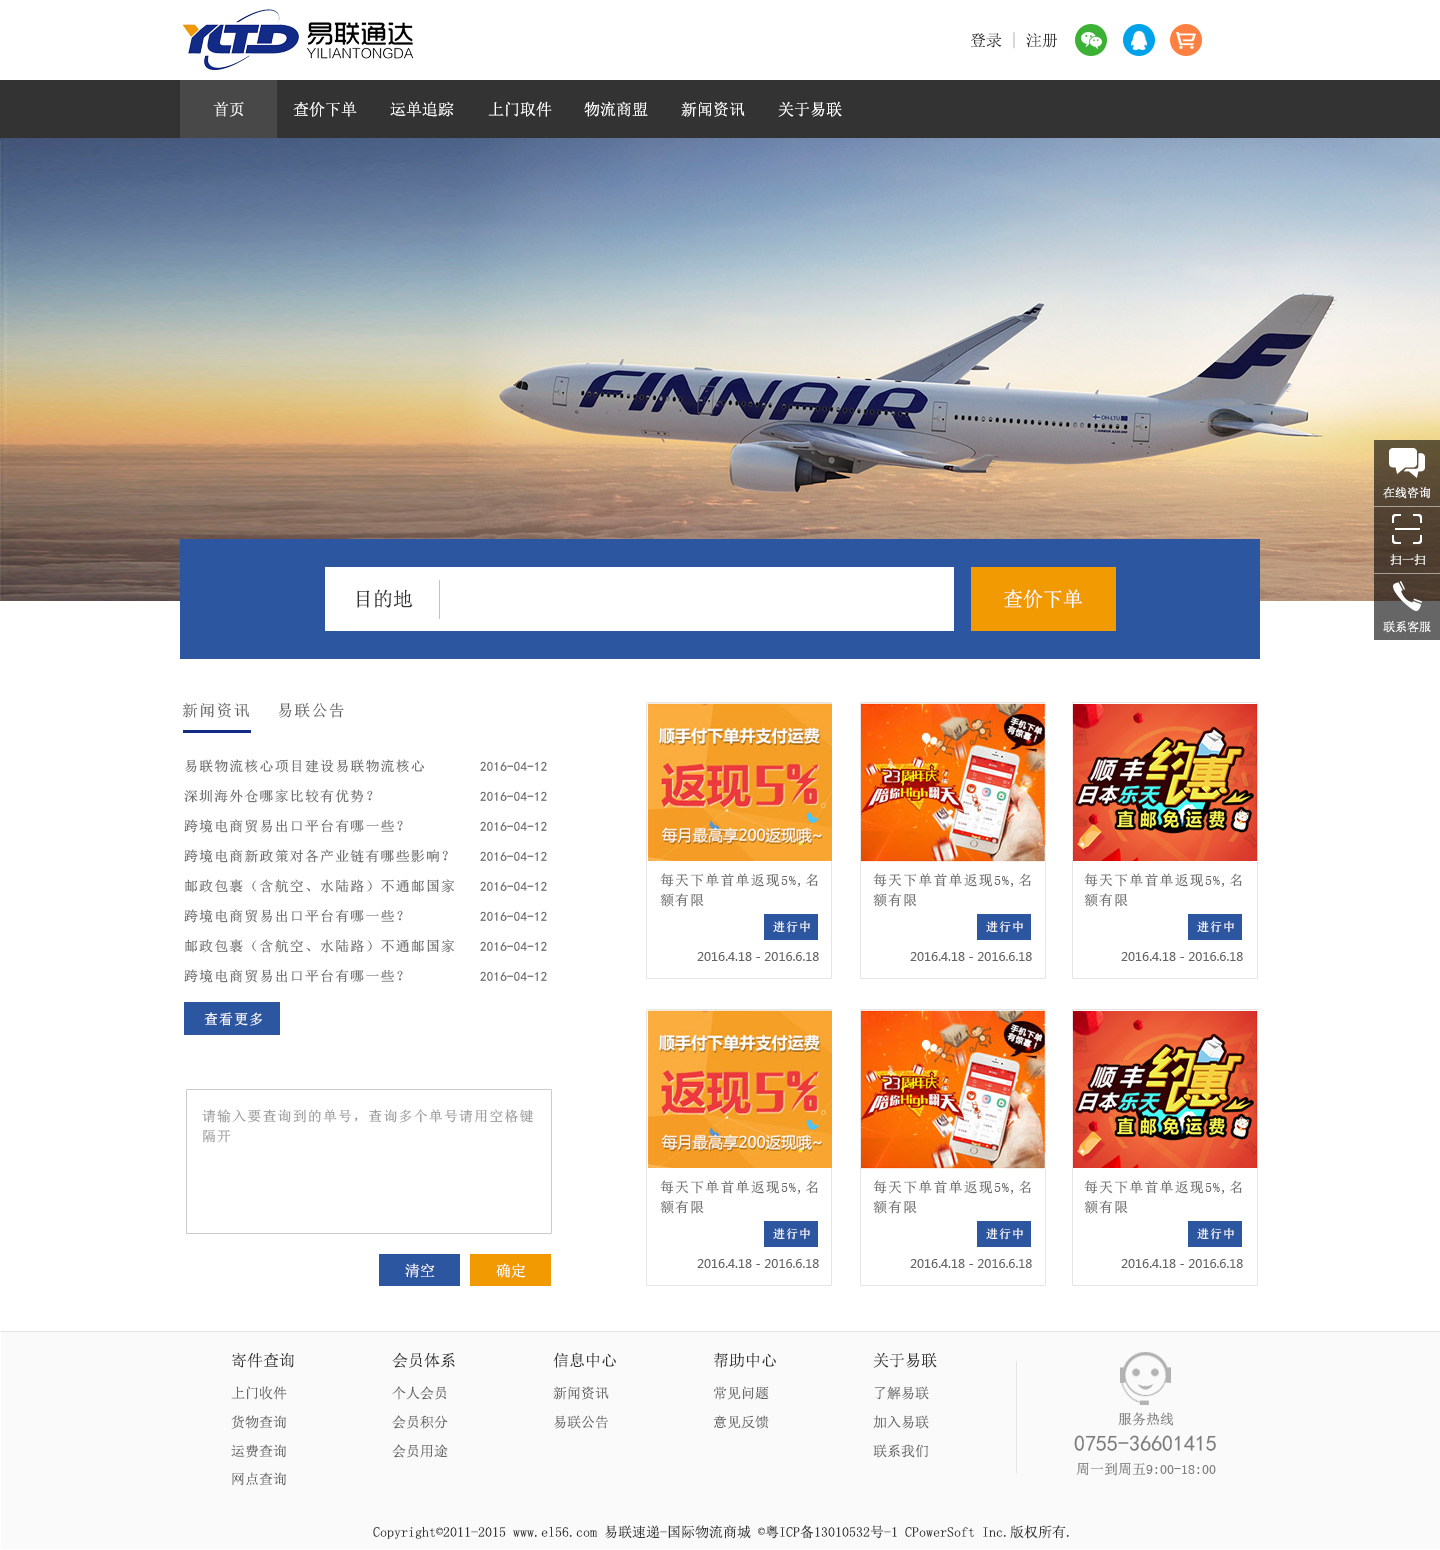 YLTD 易联通达
YILIANTONGDA
登录 | 注册
首页 查价下单 运单追踪 上门取件 物流商盟 新闻资讯 关于易联
FINNAIR
OH-LTU
在线咨询
扫一扫
联系客服
目的地
查价下单
新闻资讯 易联公告
易联物流核心项目建设易联物流核心 2016-04-12
深圳海外仓哪家比较有优势? 2016-04-12
跨境电商贸易出口平台有哪一些? 2016-04-12
跨境电商新政策对各产业链有哪些影响? 2016-04-12
邮政包裹（含航空、水陆路）不通邮国家 2016-04-12
跨境电商贸易出口平台有哪一些? 2016-04-12
邮政包裹（含航空、水陆路）不通邮国家 2016-04-12
跨境电商贸易出口平台有哪一些? 2016-04-12
查看更多
请输入要查询到的单号，查询多个单号请用空格键
隔开
清空 确定
顺手付下单并支付运费
返现5%
每月最高享200返现哦~
每天下单首单返现5%,名
额有限
进行中
2016.4.18 - 2016.6.18
手机下单
有惊喜!
23周年庆
陪你High翻天
每天下单首单返现5%,名
额有限
进行中
2016.4.18 - 2016.6.18
顺丰约惠
日本乐天
直邮免运费
每天下单首单返现5%,名
额有限
进行中
2016.4.18 - 2016.6.18
顺手付下单并支付运费
返现5%
每月最高享200返现哦~
每天下单首单返现5%,名
额有限
进行中
2016.4.18 - 2016.6.18
手机下单
有惊喜!
23周年庆
陪你High翻天
每天下单首单返现5%,名
额有限
进行中
2016.4.18 - 2016.6.18
顺丰约惠
日本乐天
直邮免运费
每天下单首单返现5%,名
额有限
进行中
2016.4.18 - 2016.6.18
寄件查询
上门收件
货物查询
运费查询
网点查询
会员体系
个人会员
会员积分
会员用途
信息中心
新闻资讯
易联公告
帮助中心
常见问题
意见反馈
关于易联
了解易联
加入易联
联系我们
服务热线
0755-36601415
周一到周五9:00-18:00
Copyright©2011-2015 www.el56.com 易联速递-国际物流商城 ©粤ICP备13010532号-1 CPowerSoft Inc.版权所有.